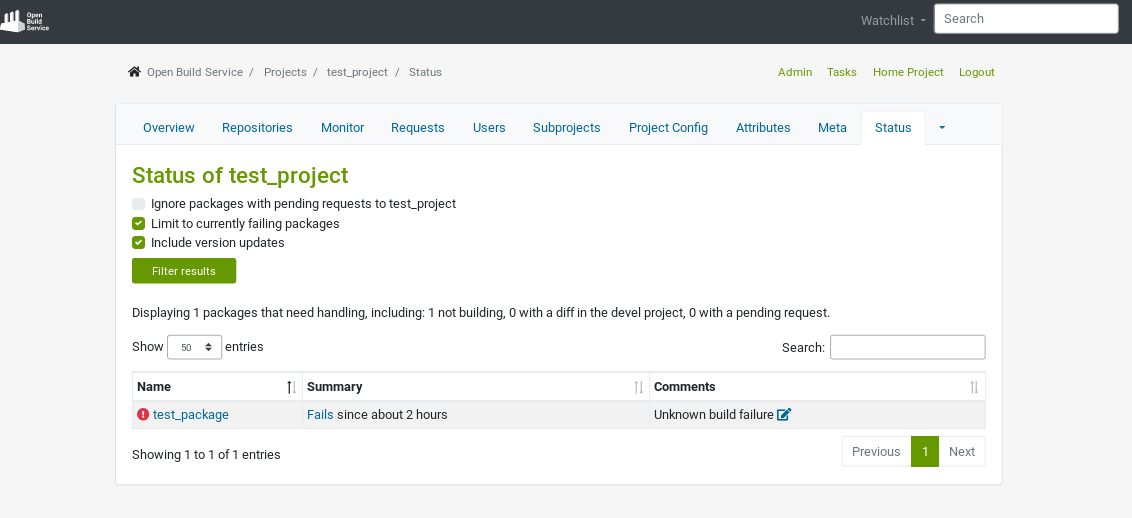 Open Build Service
Watchlist
Search
Open Build Service / Projects / test_project / Status
Admin Tasks Home Project Logout
Overview Repositories Monitor Requests Users Subprojects Project Config Attributes Meta Status
Status of test_project
Ignore packages with pending requests to test_project
Limit to currently failing packages
Include version updates
Filter results
Displaying 1 packages that need handling, including: 1 not building, 0 with a diff in the devel project, 0 with a pending request.
Show 50 entries
Search:
Name Summary Comments
test_package Fails since about 2 hours Unknown build failure
Showing 1 to 1 of 1 entries
Previous 1 Next